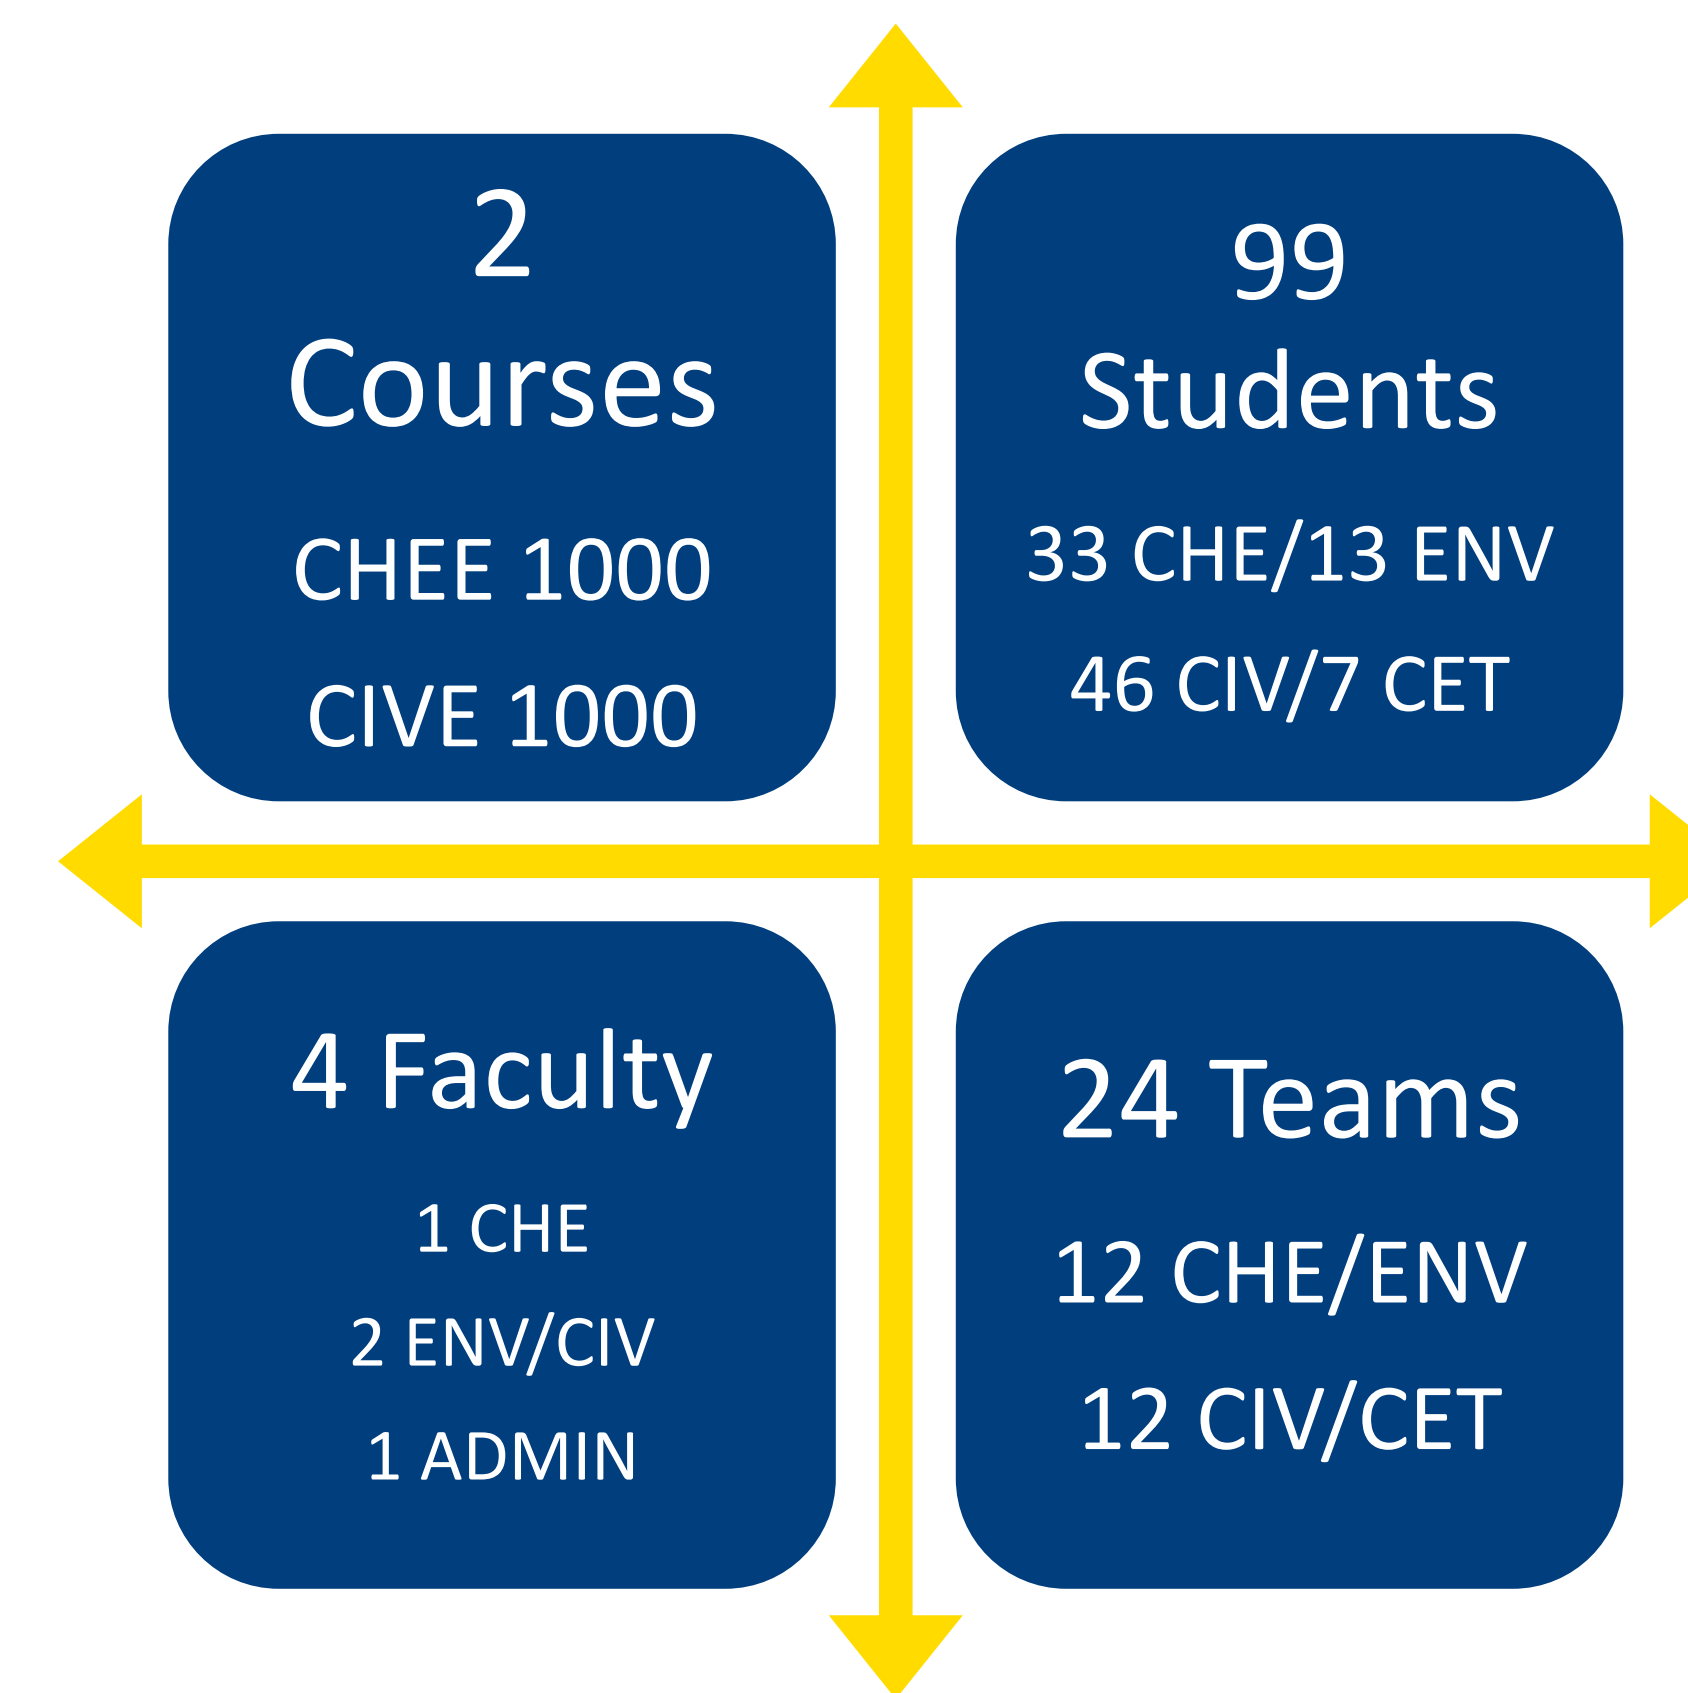 2
Courses
CHEE 1000
CIVE 1000
99
Students
33 CHE/13 ENV
46 CIV/7 CET
4 Faculty
1 CHE
2 ENV/CIV
1 ADMIN
24 Teams
12 CHE/ENV
12 CIV/CET